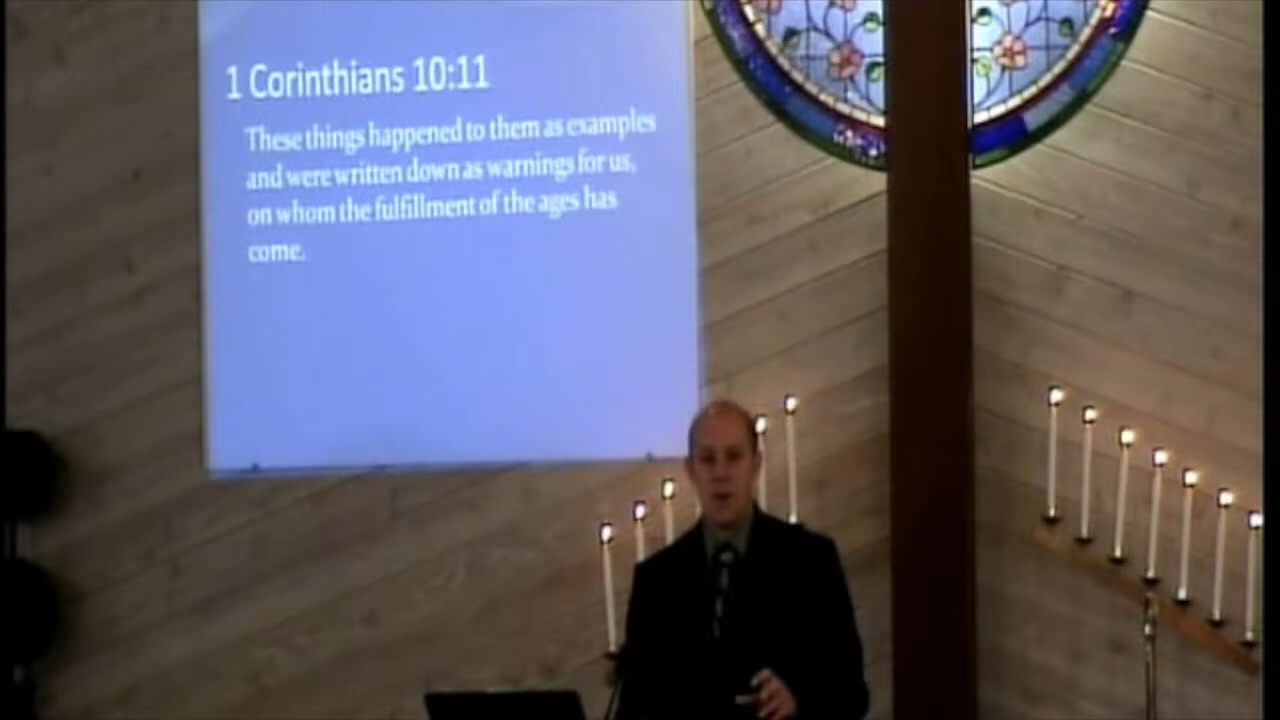 1 Corinthians 10:11
These things happened to them as examples
and were written down as warnings for us,
on whom the fulfillment of the ages has
come.